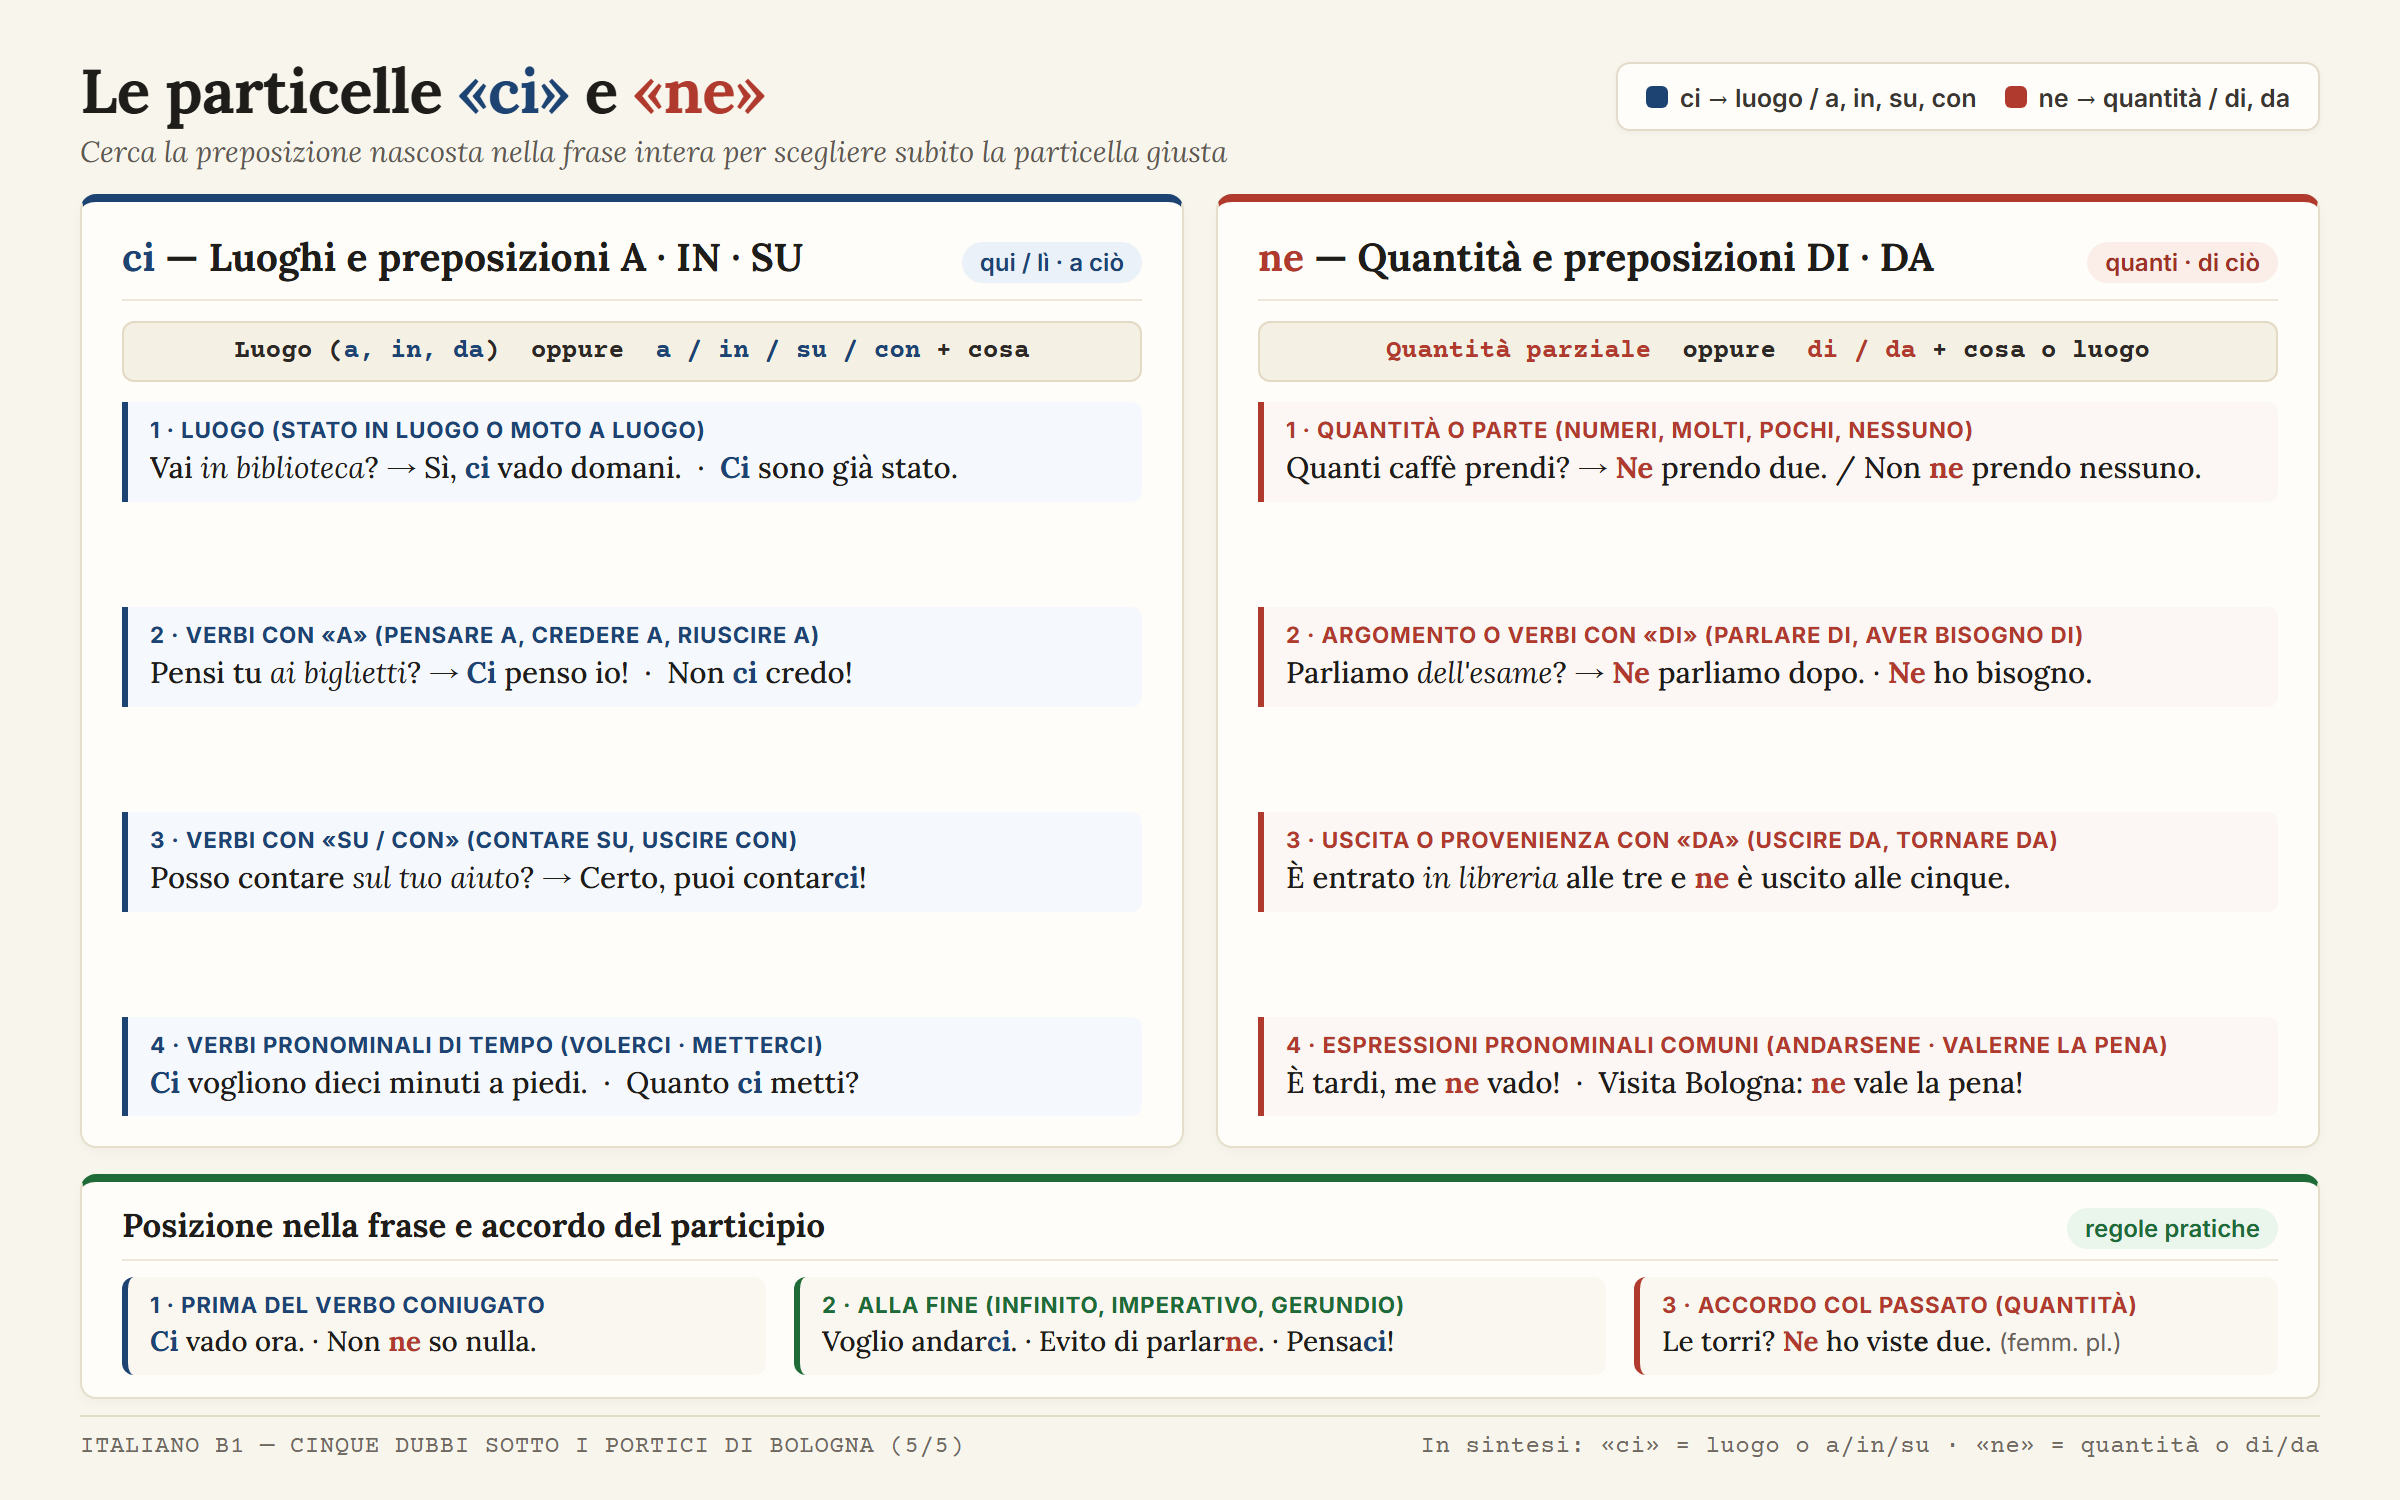 Le particelle «ci» e «ne»
ci → luogo / a, in, su, con
ne → quantità / di, da
Cerca la preposizione nascosta nella frase intera per scegliere subito la particella giusta
ci — Luoghi e preposizioni A · IN · SU
qui / lì · a ciò
Luogo (a, in, da) oppure a / in / su / con + cosa
1 · LUOGO (STATO IN LUOGO O MOTO A LUOGO)
Vai in biblioteca? → Sì, ci vado domani. · Ci sono già stato.
2 · VERBI CON «A» (PENSARE A, CREDERE A, RIUSCIRE A)
Pensi tu ai biglietti? → Ci penso io! · Non ci credo!
3 · VERBI CON «SU / CON» (CONTARE SU, USCIRE CON)
Posso contare sul tuo aiuto? → Certo, puoi contarci!
4 · VERBI PRONOMINALI DI TEMPO (VOLERCI · METTERCI)
Ci vogliono dieci minuti a piedi. · Quanto ci metti?
ne — Quantità e preposizioni DI · DA
quanti · di ciò
Quantità parziale oppure di / da + cosa o luogo
1 · QUANTITÀ O PARTE (NUMERI, MOLTI, POCHI, NESSUNO)
Quanti caffè prendi? → Ne prendo due. / Non ne prendo nessuno.
2 · ARGOMENTO O VERBI CON «DI» (PARLARE DI, AVER BISOGNO DI)
Parliamo dell'esame? → Ne parliamo dopo. · Ne ho bisogno.
3 · USCITA O PROVENIENZA CON «DA» (USCIRE DA, TORNARE DA)
È entrato in libreria alle tre e ne è uscito alle cinque.
4 · ESPRESSIONI PRONOMINALI COMUNI (ANDARSENE · VALERNE LA PENA)
È tardi, me ne vado! · Visita Bologna: ne vale la pena!
Posizione nella frase e accordo del participio
regole pratiche
1 · PRIMA DEL VERBO CONIUGATO
Ci vado ora. · Non ne so nulla.
2 · ALLA FINE (INFINITO, IMPERATIVO, GERUNDIO)
Voglio andarci. · Evito di parlarne. · Pensaci!
3 · ACCORDO COL PASSATO (QUANTITÀ)
Le torri? Ne ho viste due. (femm. pl.)
ITALIANO B1 — CINQUE DUBBI SOTTO I PORTICI DI BOLOGNA (5/5)
In sintesi: «ci» = luogo o a/in/su · «ne» = quantità o di/da